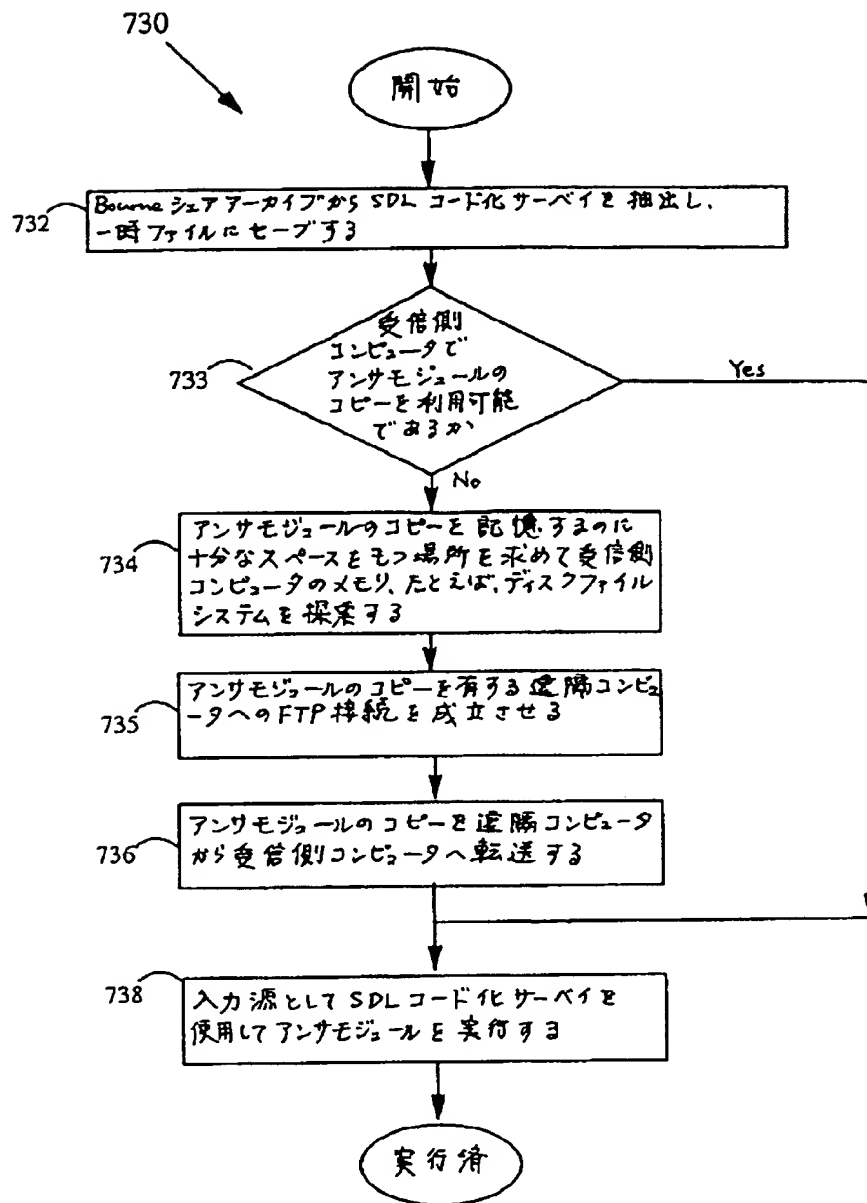 730
開始
732
Bourneシェアアーカイブから SDL コード化サーベイを抽出し、
一時ファイルにセーブする
受信側
コンピュータで
733
アンサモジュールの
コピーを利用可能
であるか
Yes
No
アンサモジュールのコピーを記憶するのに
734
十分なスペースをもつ場所を求めて受信側
コンピュータのメモリ、たとえば、ディスクファイル
システムを探索する
735
アンサモジュールのコピーを有する遠隔コンピュ
ータへのFTP接続を成立させる
736
アンサモジュールのコピーを遠隔コンピュータ
から受信側コンピュータへ転送する
738
入力源として SDL コード化サーベイを
使用してアンサモジュールを実行する
実行済